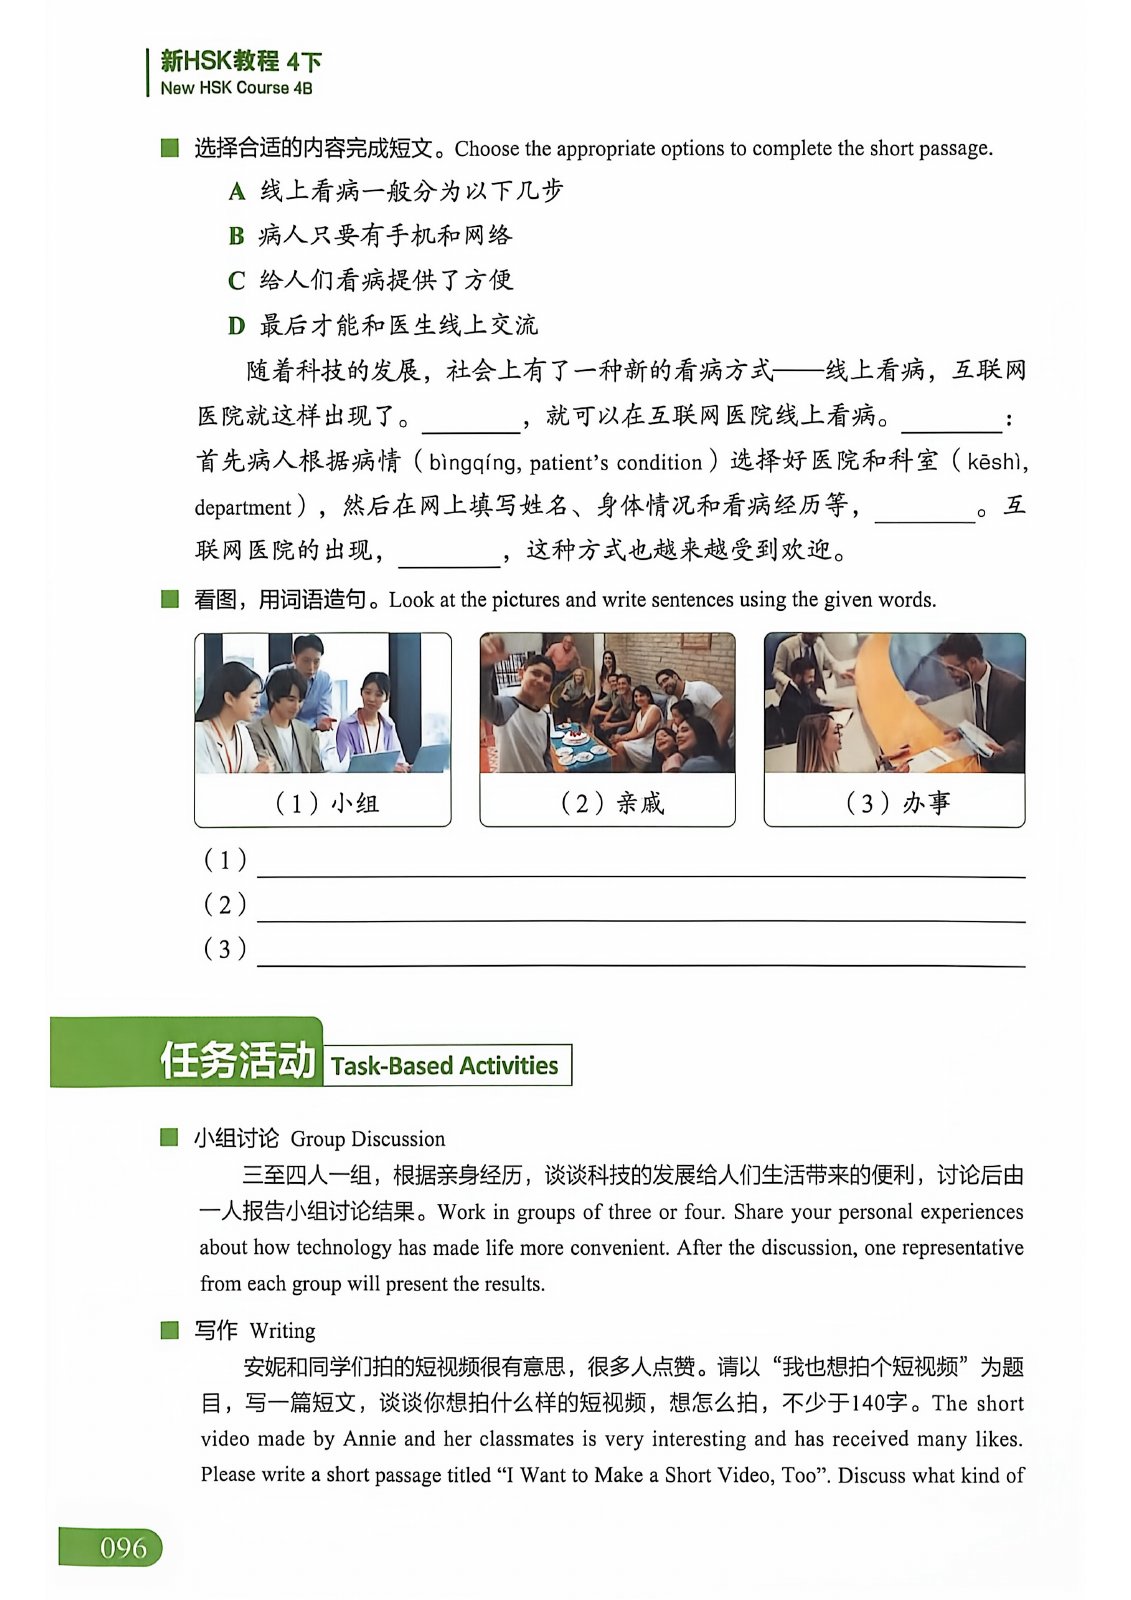 新HSK教程 4下
New HSK Course 4B
选择合适的内容完成短文。Choose the appropriate options to complete the short passage.
A 线上看病一般分为以下几步
B 病人只要有手机和网络
C 给人们看病提供了方便
D 最后才能和医生线上交流
随着科技的发展，社会上有了一种新的看病方式——线上看病，互联网
医院就这样出现了。________，就可以在互联网医院线上看病。________：
首先病人根据病情（bìngqíng, patient’s condition）选择好医院和科室（kēshì,
department），然后在网上填写姓名、身体情况和看病经历等，________。互
联网医院的出现，________，这种方式也越来越受到欢迎。
看图，用词语造句。Look at the pictures and write sentences using the given words.
（1）小组 （2）亲戚 （3）办事
（1）
（2）
（3）
任务活动 Task-Based Activities
小组讨论 Group Discussion
三至四人一组，根据亲身经历，谈谈科技的发展给人们生活带来的便利，讨论后由
一人报告小组讨论结果。Work in groups of three or four. Share your personal experiences
about how technology has made life more convenient. After the discussion, one representative
from each group will present the results.
写作 Writing
安妮和同学们拍的短视频很有意思，很多人点赞。请以“我也想拍个短视频”为题
目，写一篇短文，谈谈你想拍什么样的短视频，想怎么拍，不少于140字。The short
video made by Annie and her classmates is very interesting and has received many likes.
Please write a short passage titled “I Want to Make a Short Video, Too”. Discuss what kind of
096